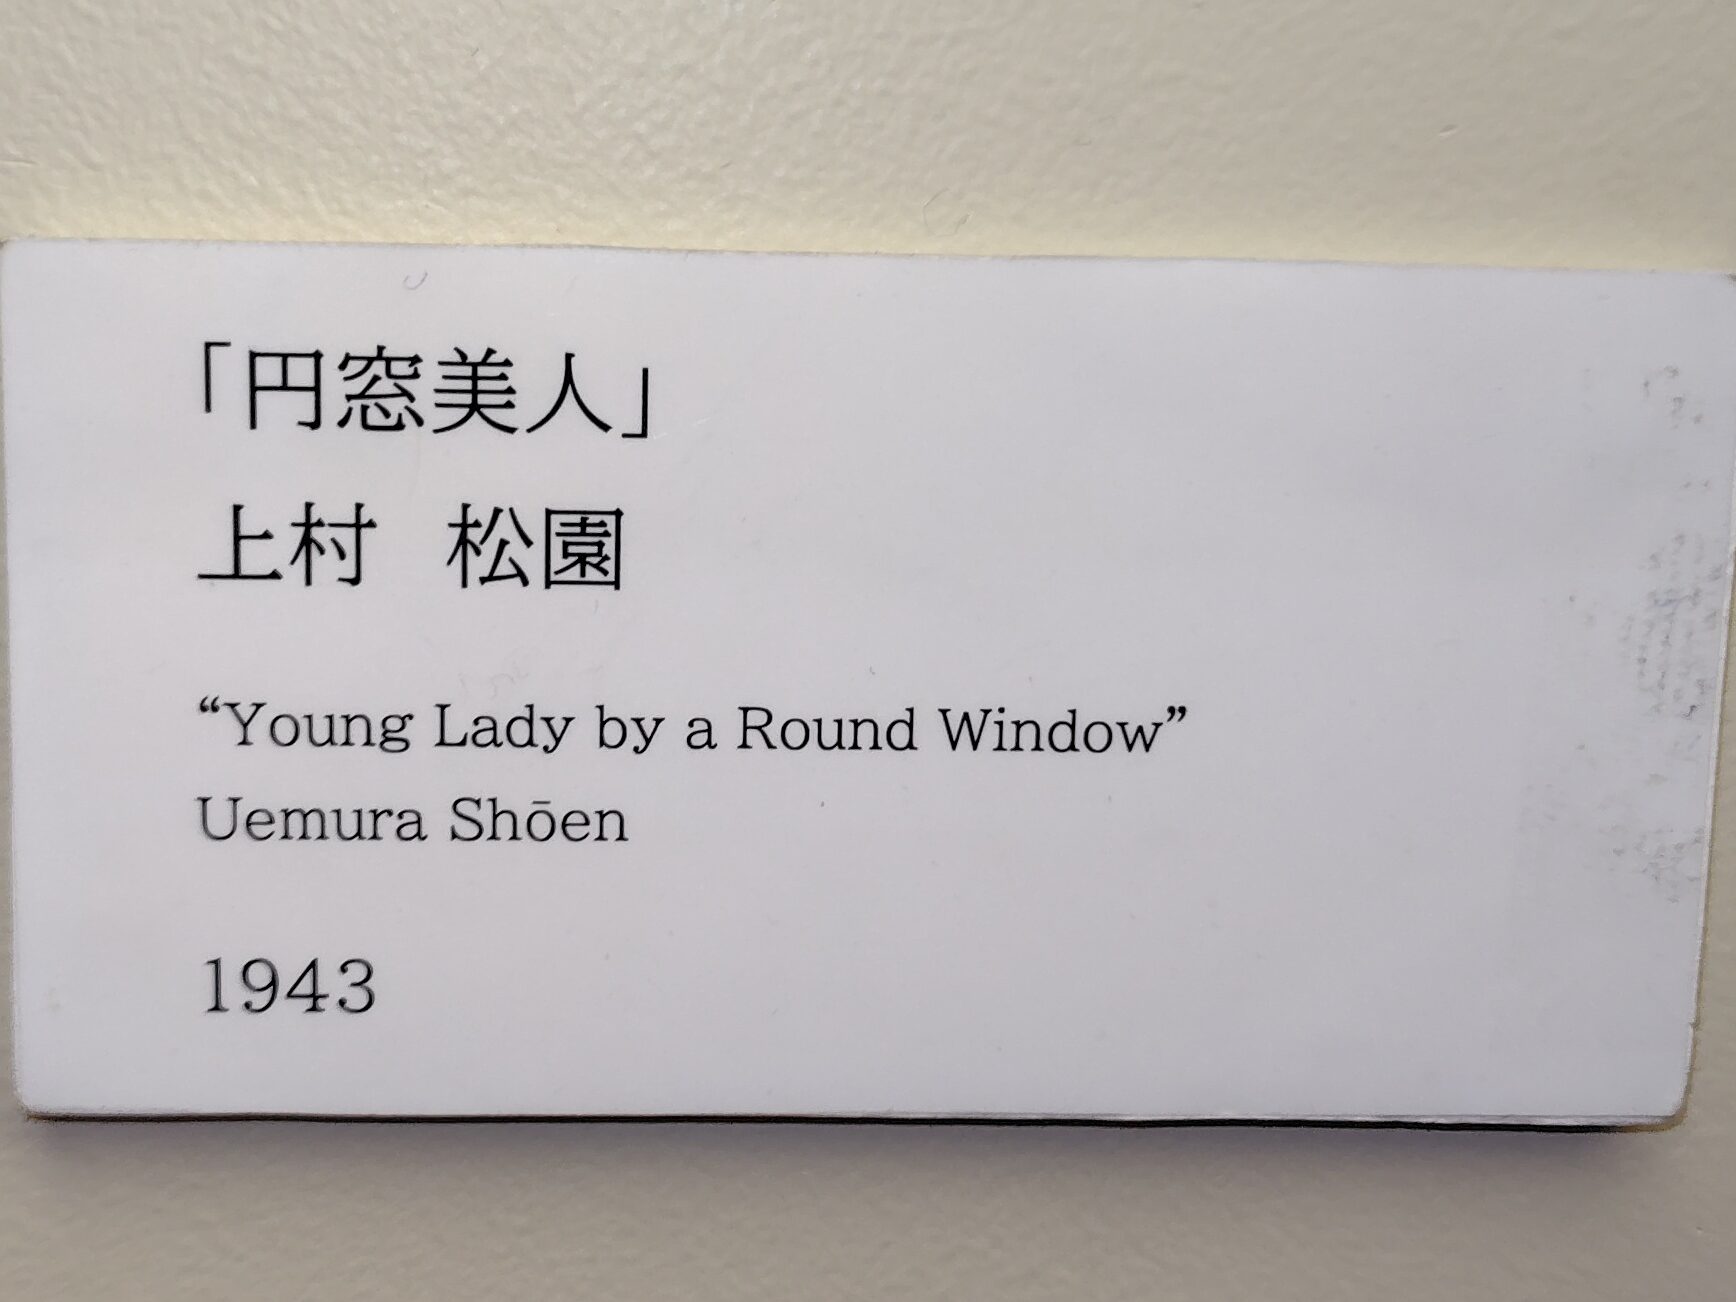 「円窓美人」
上村　松園
“Young Lady by a Round Window”
Uemura Shōen
1943